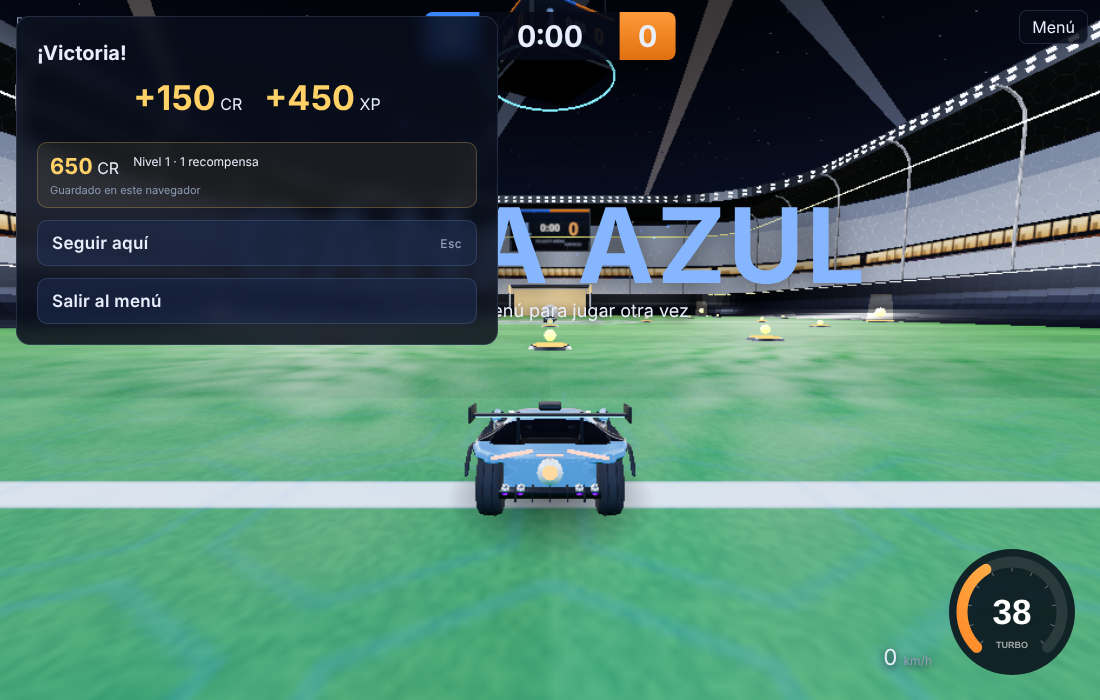 ¡Victoria!
+150 CR +450 XP
650 CR Nivel 1 · 1 recompensa
Guardado en este navegador
Seguir aquí Esc
Salir al menú
0:00 0
Menú
0:00 0
A AZUL
enú para jugar otra vez
38
TURBO
0 km/h